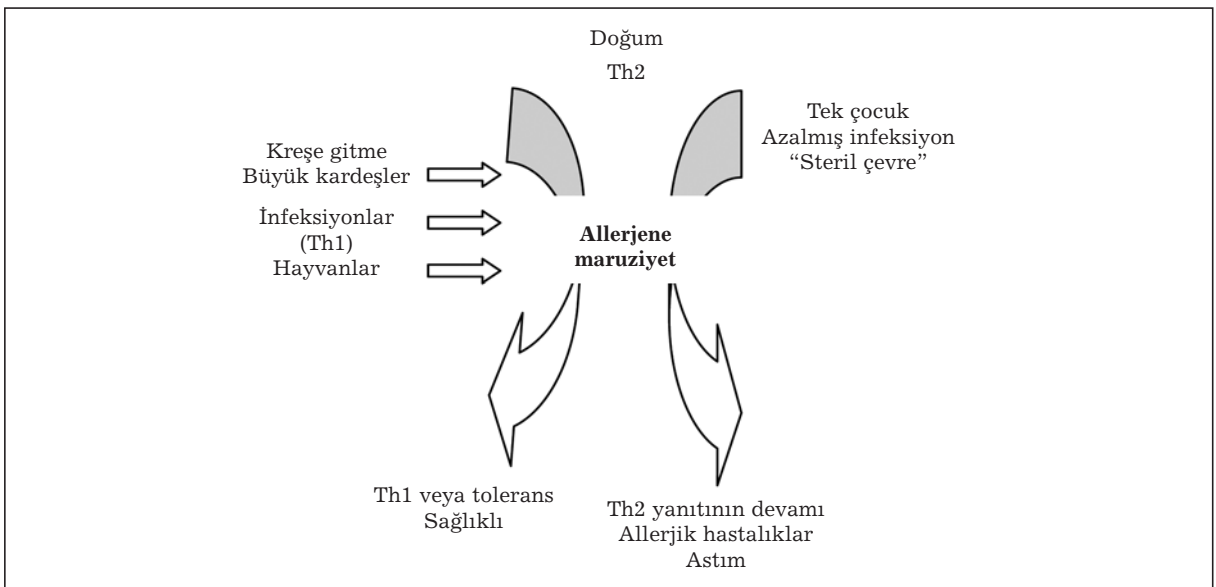 Doğum
Th2
Tek çocuk
Azalmış infeksiyon
“Steril çevre”
Kreşe gitme
Büyük kardeşler
İnfeksiyonlar
(Th1)
Hayvanlar
Allerjene
maruziyet
Th1 veya tolerans
Sağlıklı
Th2 yanıtının devamı
Allerjik hastalıklar
Astım